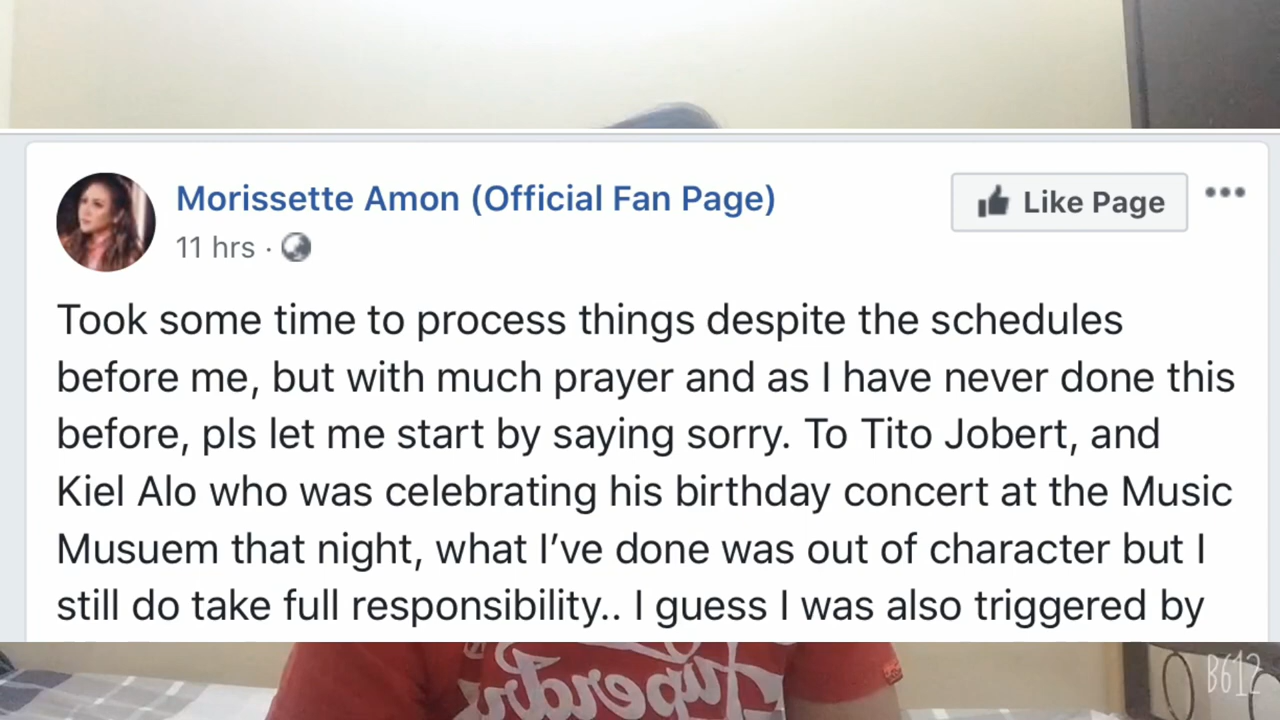 Morissette Amon (Official Fan Page)
Like Page
11 hrs ·
Took some time to process things despite the schedules
before me, but with much prayer and as I have never done this
before, pls let me start by saying sorry. To Tito Jobert, and
Kiel Alo who was celebrating his birthday concert at the Music
Musuem that night, what I’ve done was out of character but I
still do take full responsibility.. I guess I was also triggered by
B612